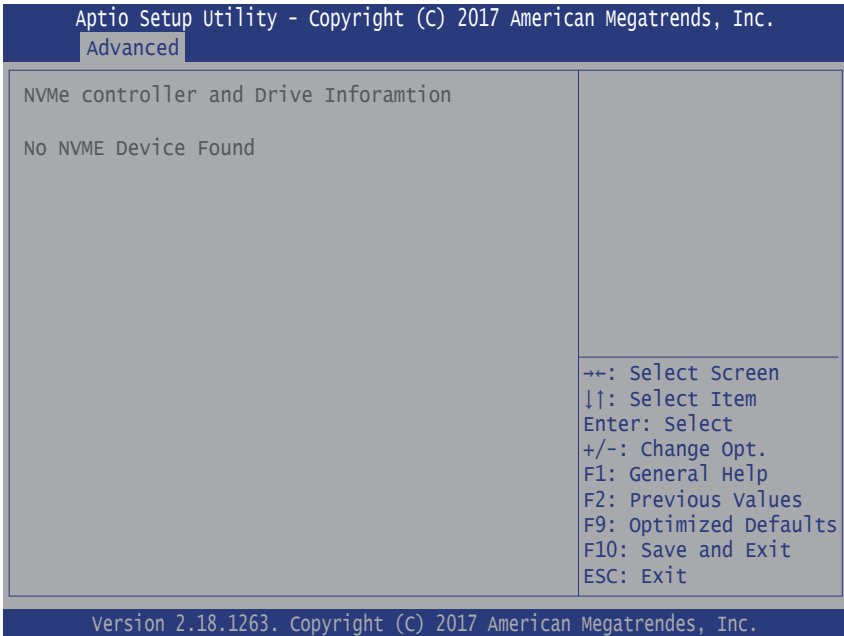 Aptio Setup Utility - Copyright (C) 2017 American Megatrends, Inc.
Advanced
NVMe controller and Drive Inforamtion
No NVME Device Found
→←: Select Screen
↓↑: Select Item
Enter: Select
+/-: Change Opt.
F1: General Help
F2: Previous Values
F9: Optimized Defaults
F10: Save and Exit
ESC: Exit
Version 2.18.1263. Copyright (C) 2017 American Megatrendes, Inc.